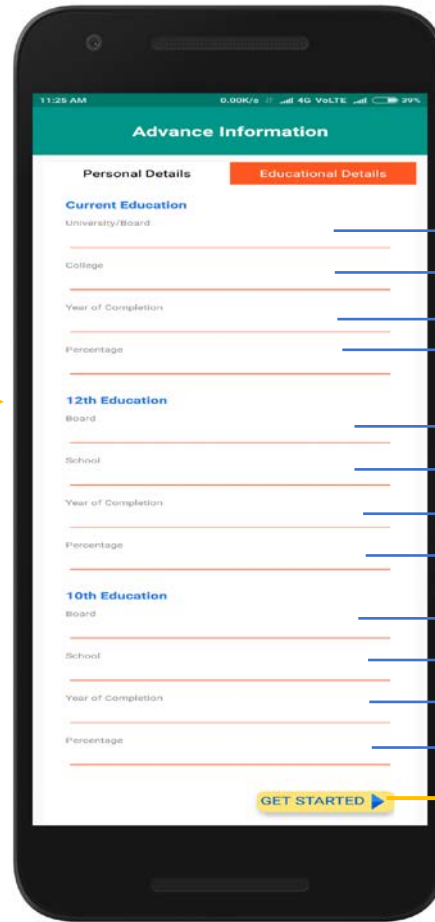 11:25 AM 0.00K/s 4G VoLTE 39%
Advance Information
Personal Details Educational Details
Current Education
University/Board
College
Year of Completion
Percentage
12th Education
Board
School
Year of Completion
Percentage
10th Education
Board
School
Year of Completion
Percentage
GET STARTED